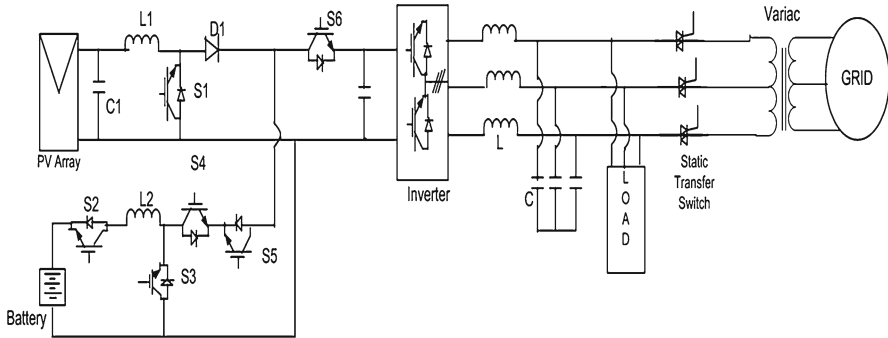 L1
D1
S6
Variac
C1
S1
GRID
PV Array
S4
L
Inverter
Static
Transfer
Switch
S2
L2
C
LOAD
S5
S3
Battery